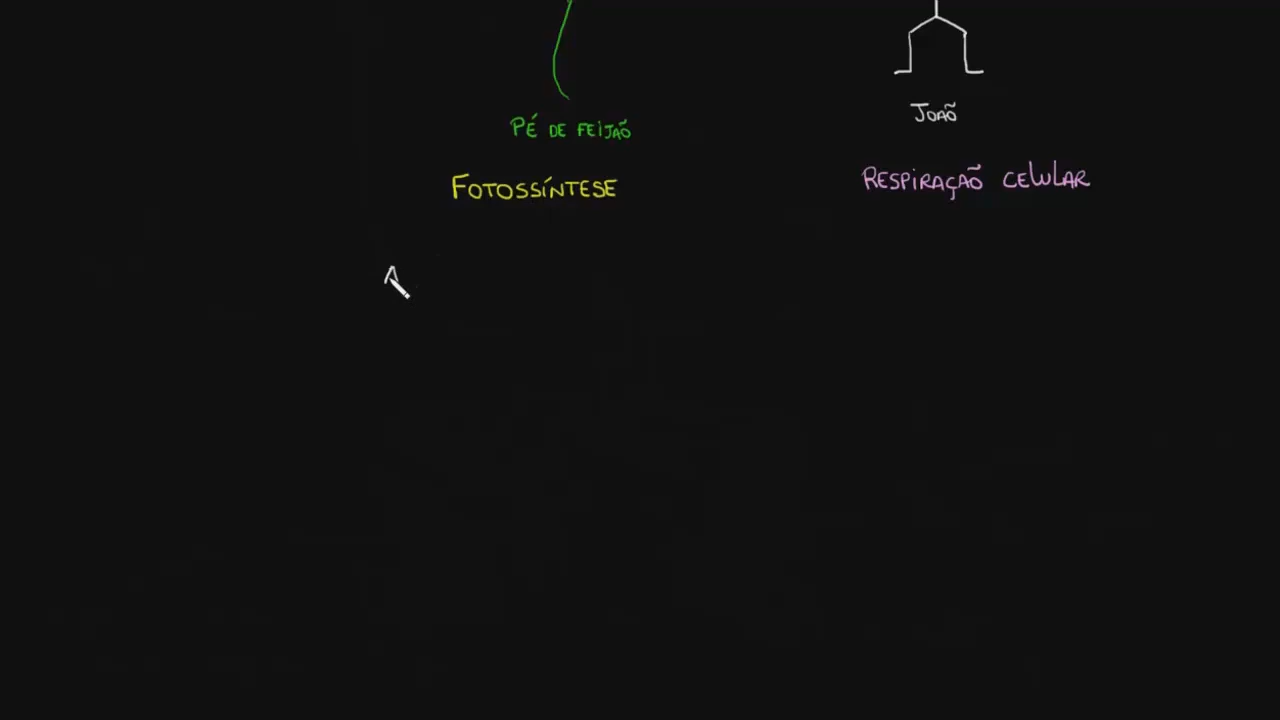 PÉ DE FEIJÃO
JOÃO
FOTOSSÍNTESE
RESPIRAÇÃO CELULAR
A